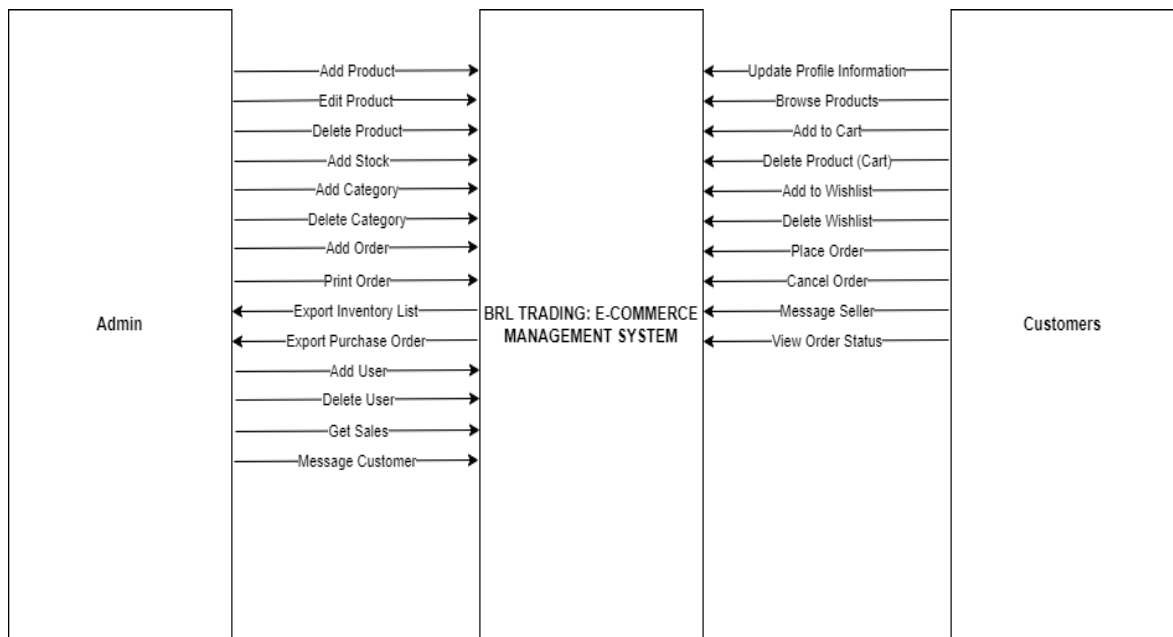 Add Product
Edit Product
Delete Product
Add Stock
Add Category
Delete Category
Add Order
Print Order
Export Inventory List
Export Purchase Order
Add User
Delete User
Get Sales
Message Customer
Admin
BRL TRADING: E-COMMERCE
MANAGEMENT SYSTEM
Update Profile Information
Browse Products
Add to Cart
Delete Product (Cart)
Add to Wishlist
Delete Wishlist
Place Order
Cancel Order
Message Seller
View Order Status
Customers